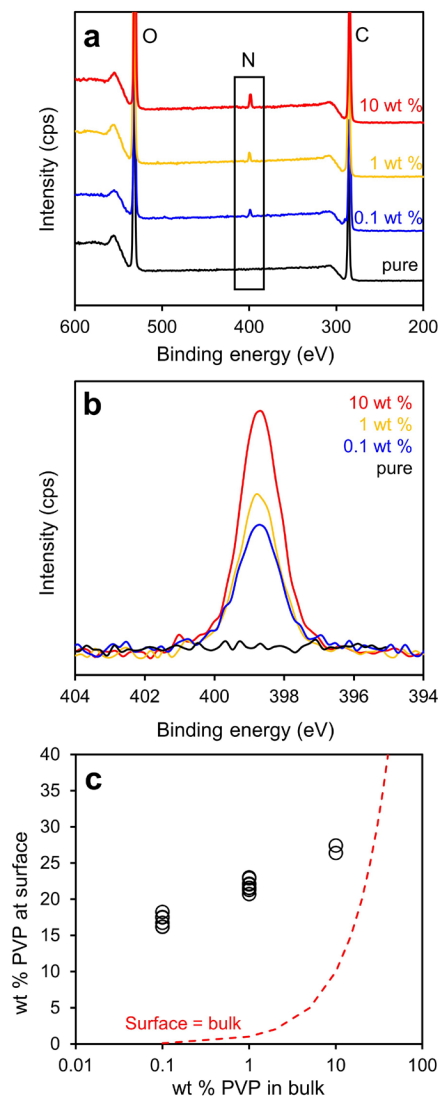 a
O
N
C
10 wt %
1 wt %
0.1 wt %
pure
Intensity (cps)
600 500 400 300 200
Binding energy (eV)
b
10 wt %
1 wt %
0.1 wt %
pure
Intensity (cps)
404 402 400 398 396 394
Binding energy (eV)
c
40
35
30
25
20
15
10
5
0
wt % PVP at surface
Surface = bulk
0.01 0.1 1 10 100
wt % PVP in bulk